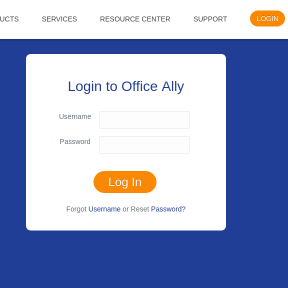 UCTS SERVICES RESOURCE CENTER SUPPORT LOGIN
Login to Office Ally
Username
Password
Log In
Forgot Username or Reset Password?